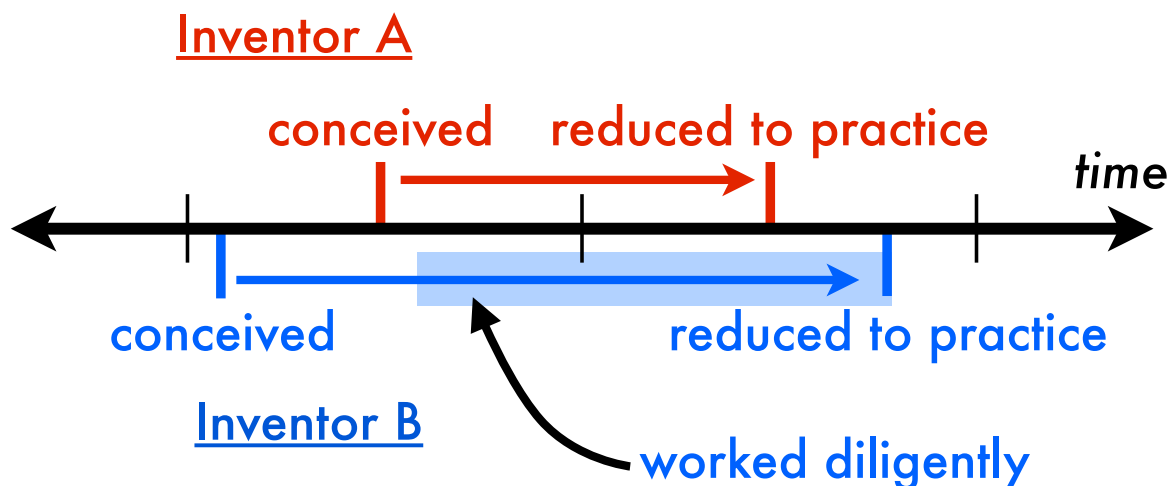 Inventor A
conceived reduced to practice
time
conceived reduced to practice
Inventor B
worked diligently